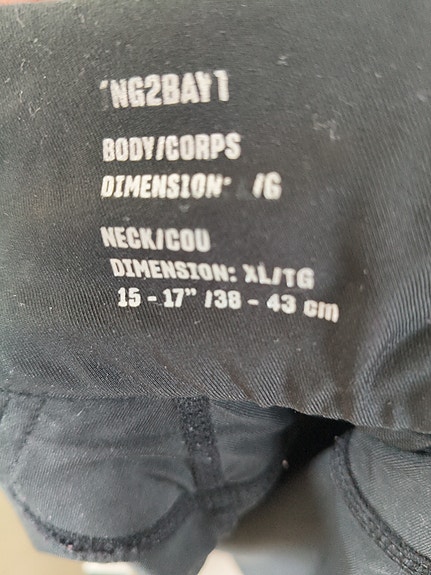 NG2BAY1
BODY/CORPS
DIMENSION: /G
NECK/COU
DIMENSION: XL/TG
15 - 17" /38 - 43 cm